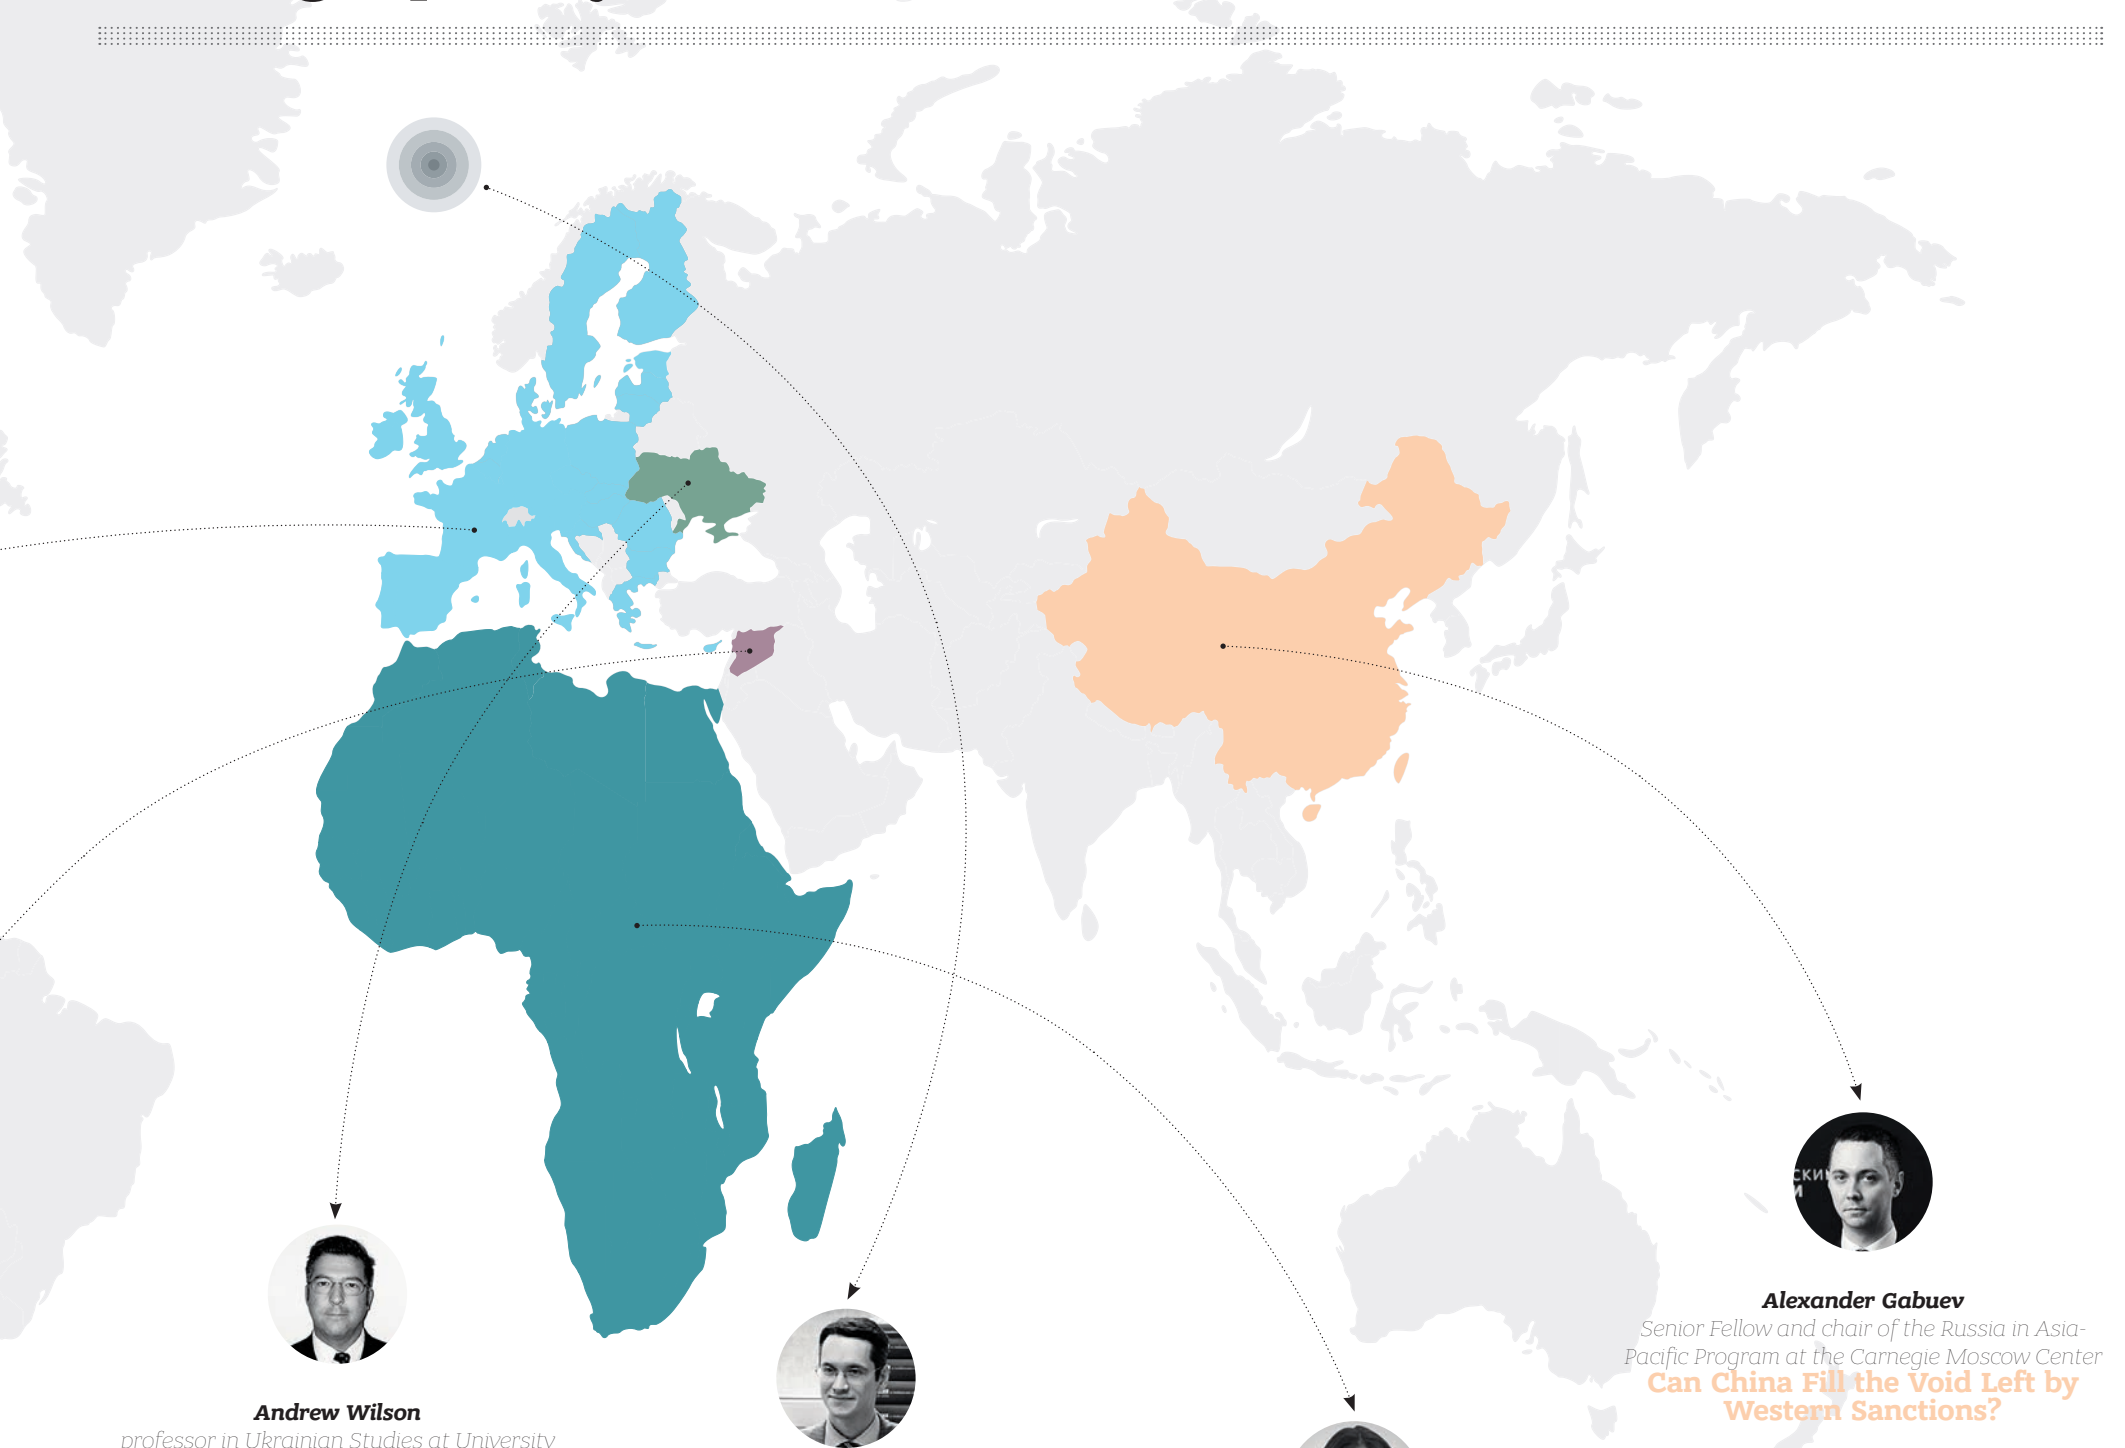 Alexander Gabuev
Senior Fellow and chair of the Russia in Asia-
Pacific Program at the Carnegie Moscow Center
Can China Fill the Void Left by
Western Sanctions?
Andrew Wilson
professor in Ukrainian Studies at University